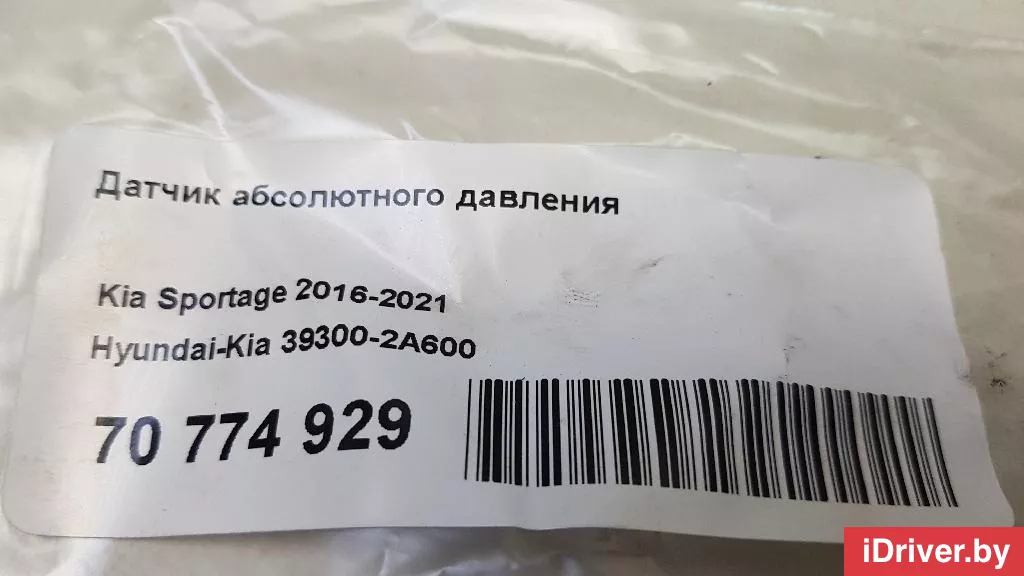 Датчик абсолютного давления
Kia Sportage 2016-2021
Hyundai-Kia 39300-2A600
70 774 929
iDriver.by